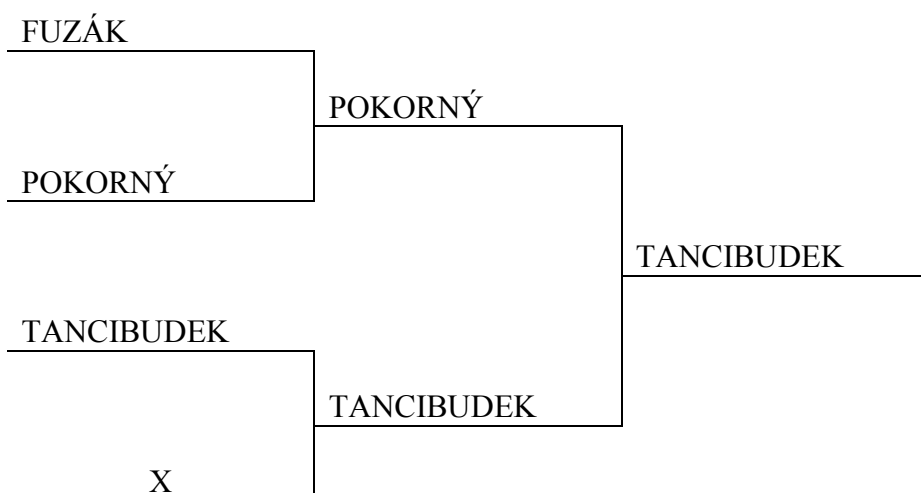 FUZÁK
POKORNÝ
POKORNÝ
TANCIBUDEK
TANCIBUDEK
TANCIBUDEK
X